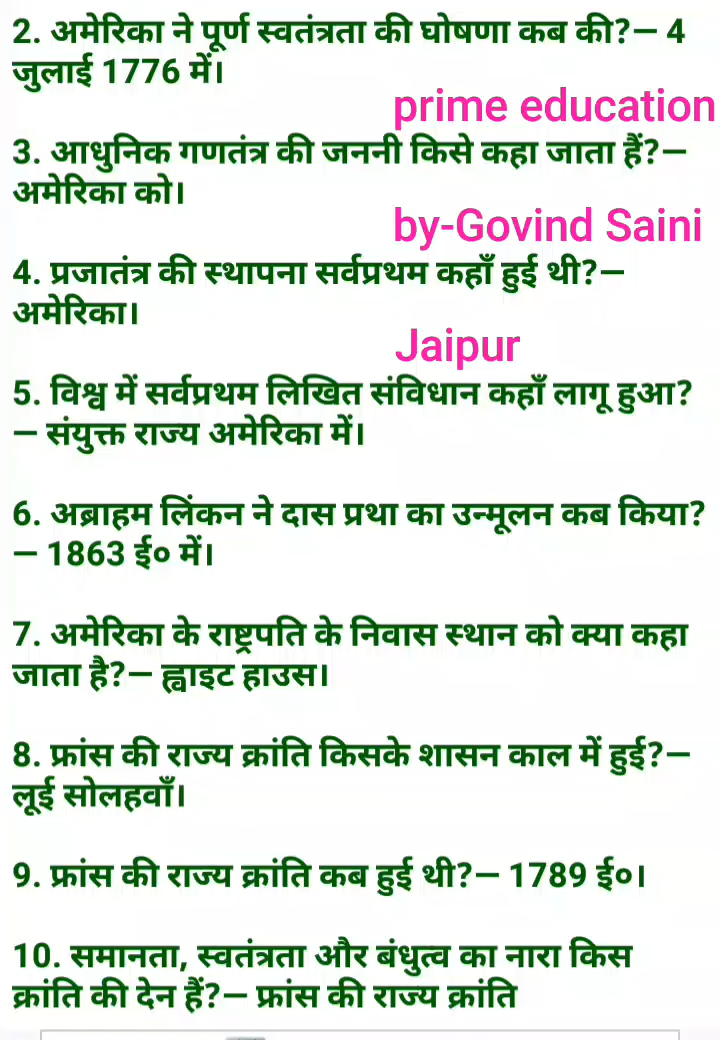 2. अमेरिका ने पूर्ण स्वतंत्रता की घोषणा कब की?— 4
जुलाई 1776 में।
prime education
3. आधुनिक गणतंत्र की जननी किसे कहा जाता हैं?—
अमेरिका को।
by-Govind Saini
4. प्रजातंत्र की स्थापना सर्वप्रथम कहाँ हुई थी?—
अमेरिका।
Jaipur
5. विश्व में सर्वप्रथम लिखित संविधान कहाँ लागू हुआ?
— संयुक्त राज्य अमेरिका में।
6. अब्राहम लिंकन ने दास प्रथा का उन्मूलन कब किया?
— 1863 ई० में।
7. अमेरिका के राष्ट्रपति के निवास स्थान को क्या कहा
जाता है?— ह्वाइट हाउस।
8. फ्रांस की राज्य क्रांति किसके शासन काल में हुई?—
लूई सोलहवाँ।
9. फ्रांस की राज्य क्रांति कब हुई थी?— 1789 ई०।
10. समानता, स्वतंत्रता और बंधुत्व का नारा किस
क्रांति की देन हैं?— फ्रांस की राज्य क्रांति